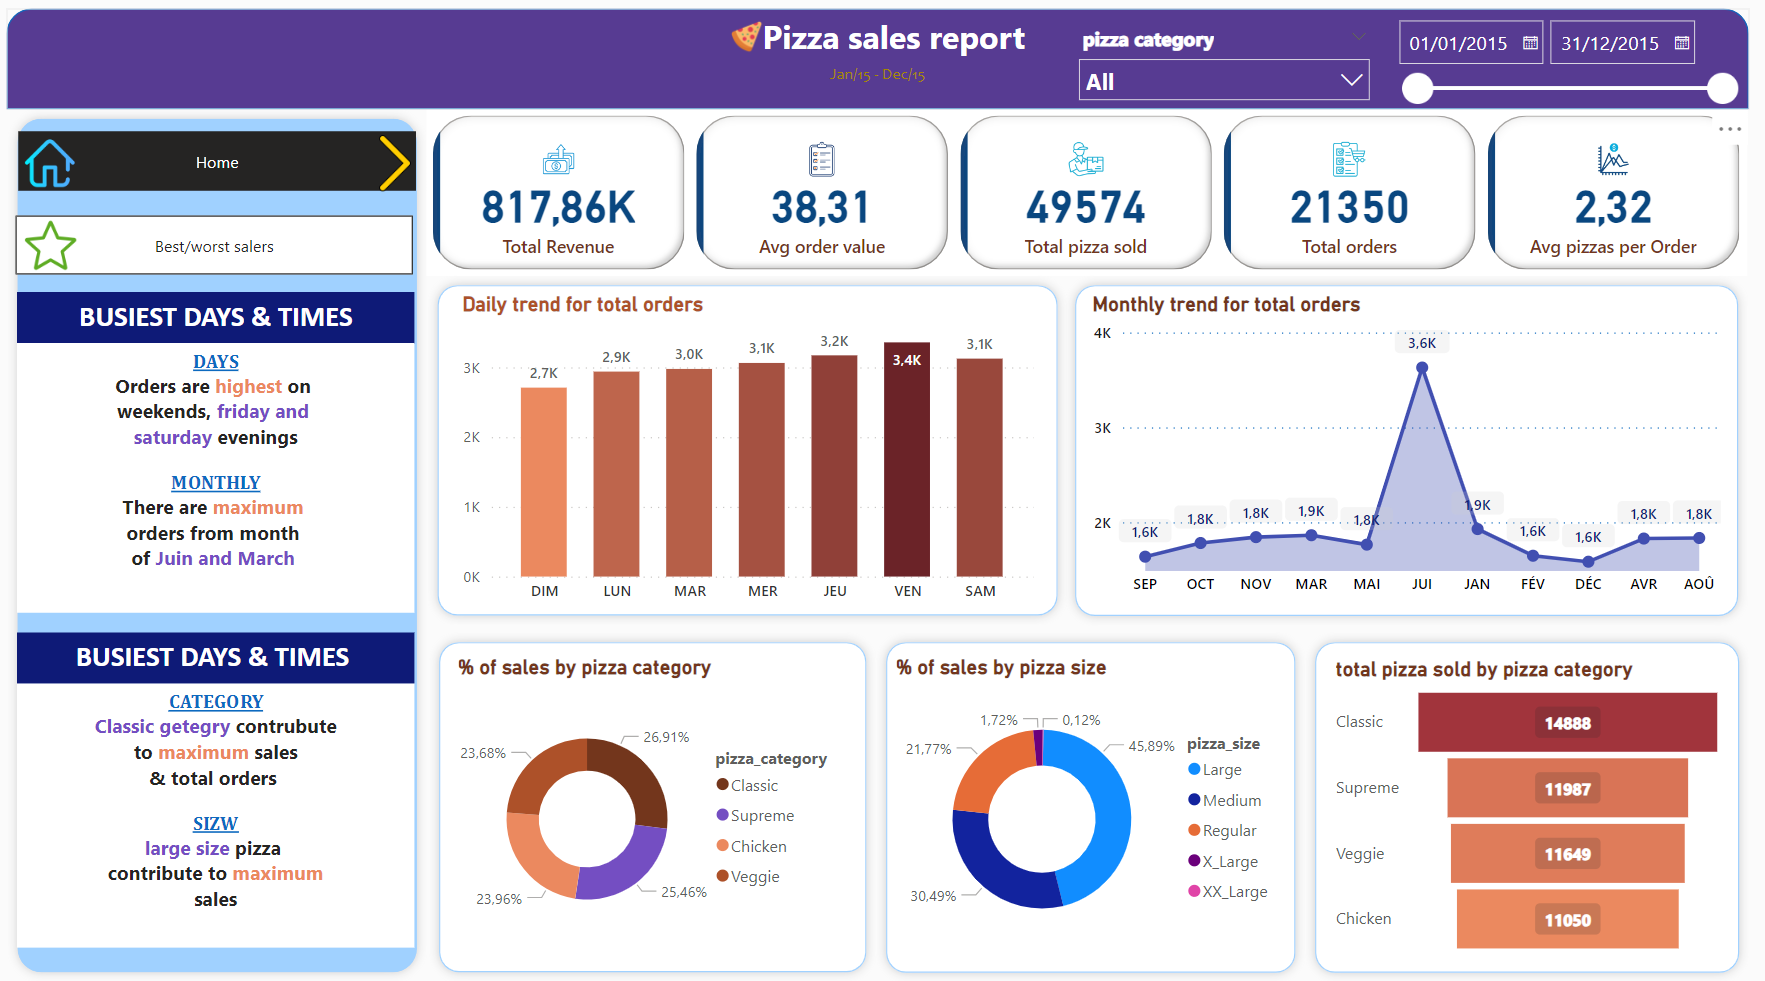 Pizza sales report
Jan/15 - Dec/15
pizza category
All
01/01/2015
31/12/2015
Home
Best/worst salers
BUSIEST DAYS & TIMES
DAYS
Orders are highest on
weekends, friday and
saturday evenings
MONTHLY
There are maximum
orders from month
of Juin and March
BUSIEST DAYS & TIMES
CATEGORY
Classic getegry contrubute
to maximum sales
& total orders
SIZW
large size pizza
contribute to maximum
sales
817,86K
Total Revenue
38,31
Avg order value
49574
Total pizza sold
21350
Total orders
2,32
Avg pizzas per Order
Daily trend for total orders
3K
2K
1K
0K
2,7K
2,9K
3,0K
3,1K
3,2K
3,4K
3,1K
DIM
LUN
MAR
MER
JEU
VEN
SAM
Monthly trend for total orders
4K
3K
2K
1,6K
1,8K
1,8K
1,9K
1,8K
3,6K
1,9K
1,6K
1,6K
1,8K
1,8K
SEP
OCT
NOV
MAR
MAI
JUI
JAN
FÉV
DÉC
AVR
AOÛ
% of sales by pizza category
26,91%
25,46%
23,96%
23,68%
pizza_category
Classic
Supreme
Chicken
Veggie
% of sales by pizza size
1,72%
0,12%
21,77%
45,89%
30,49%
pizza_size
Large
Medium
Regular
X_Large
XX_Large
total pizza sold by pizza category
Classic
14888
Supreme
11987
Veggie
11649
Chicken
11050